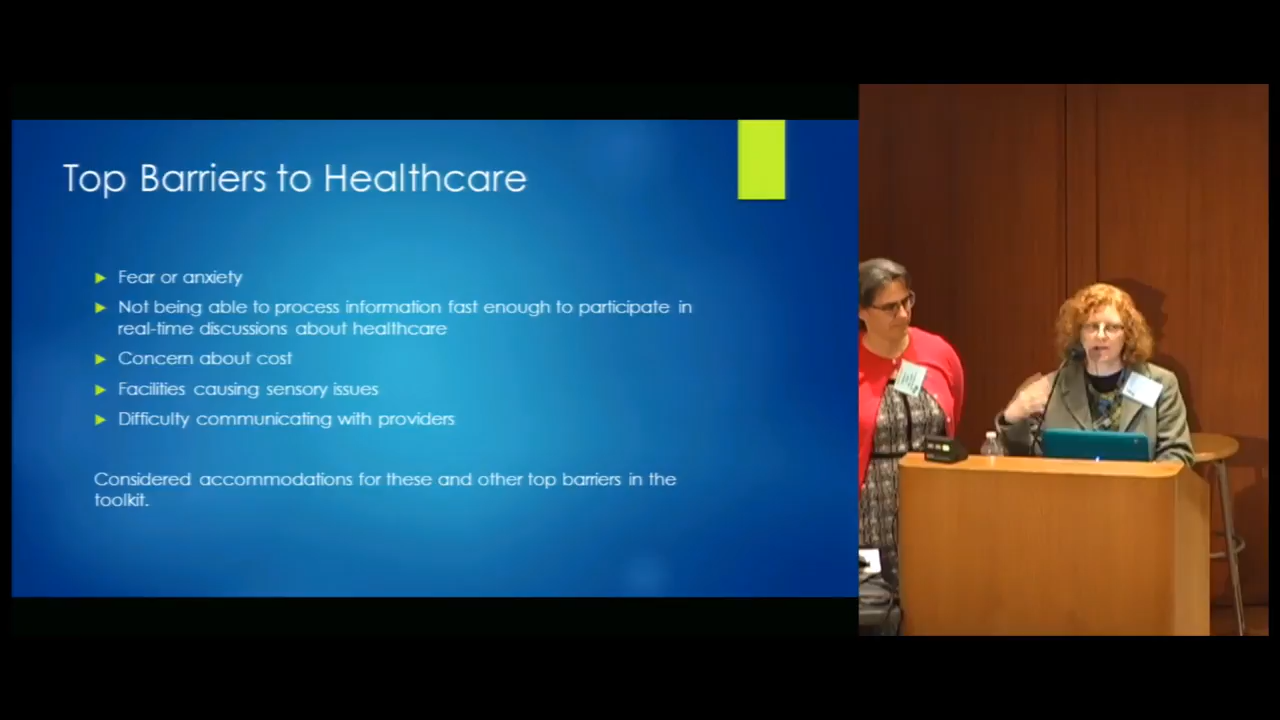 Top Barriers to Healthcare
Fear or anxiety
Not being able to process information fast enough to participate in
real-time discussions about healthcare
Concern about cost
Facilities causing sensory issues
Difficulty communicating with providers
Considered accommodations for these and other top barriers in the
toolkit.